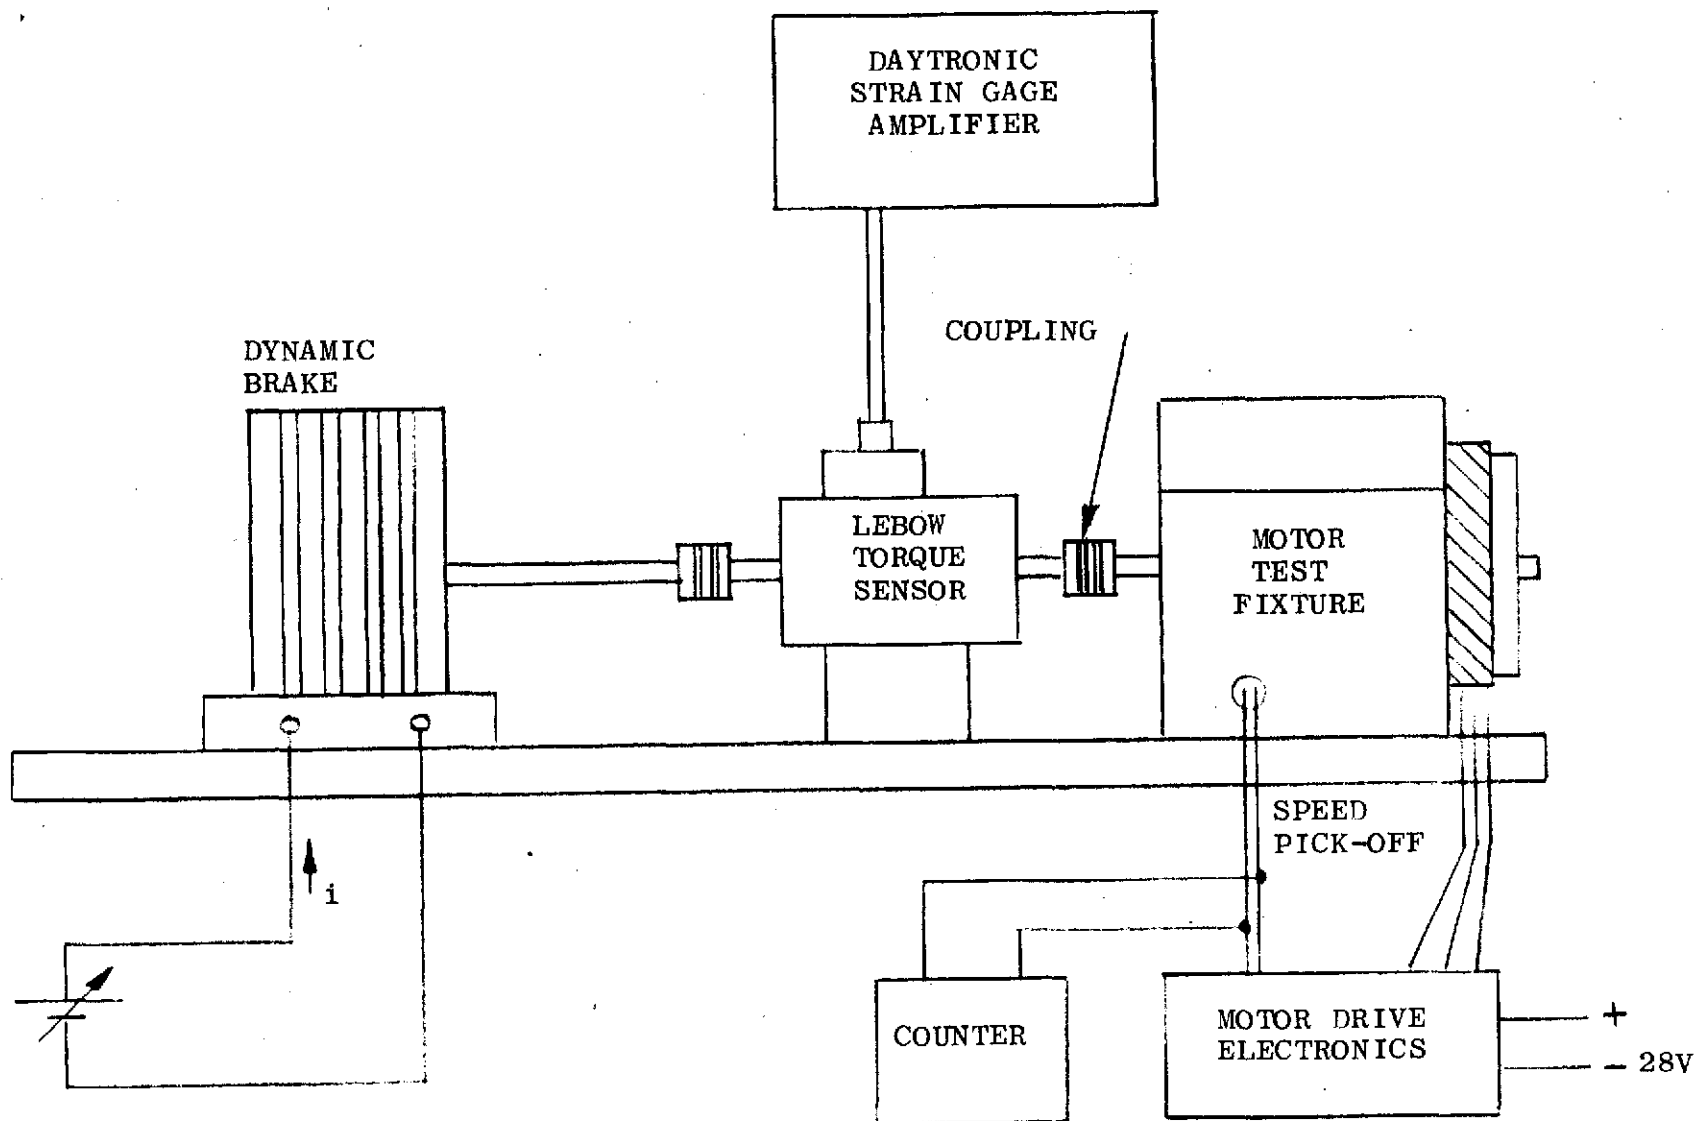 DAYTRONIC
STRAIN GAGE
AMPLIFIER
COUPLING
DYNAMIC
BRAKE
LEBOW
TORQUE
SENSOR
MOTOR
TEST
FIXTURE
SPEED
PICK-OFF
i
COUNTER
MOTOR DRIVE
ELECTRONICS
+
- 28V